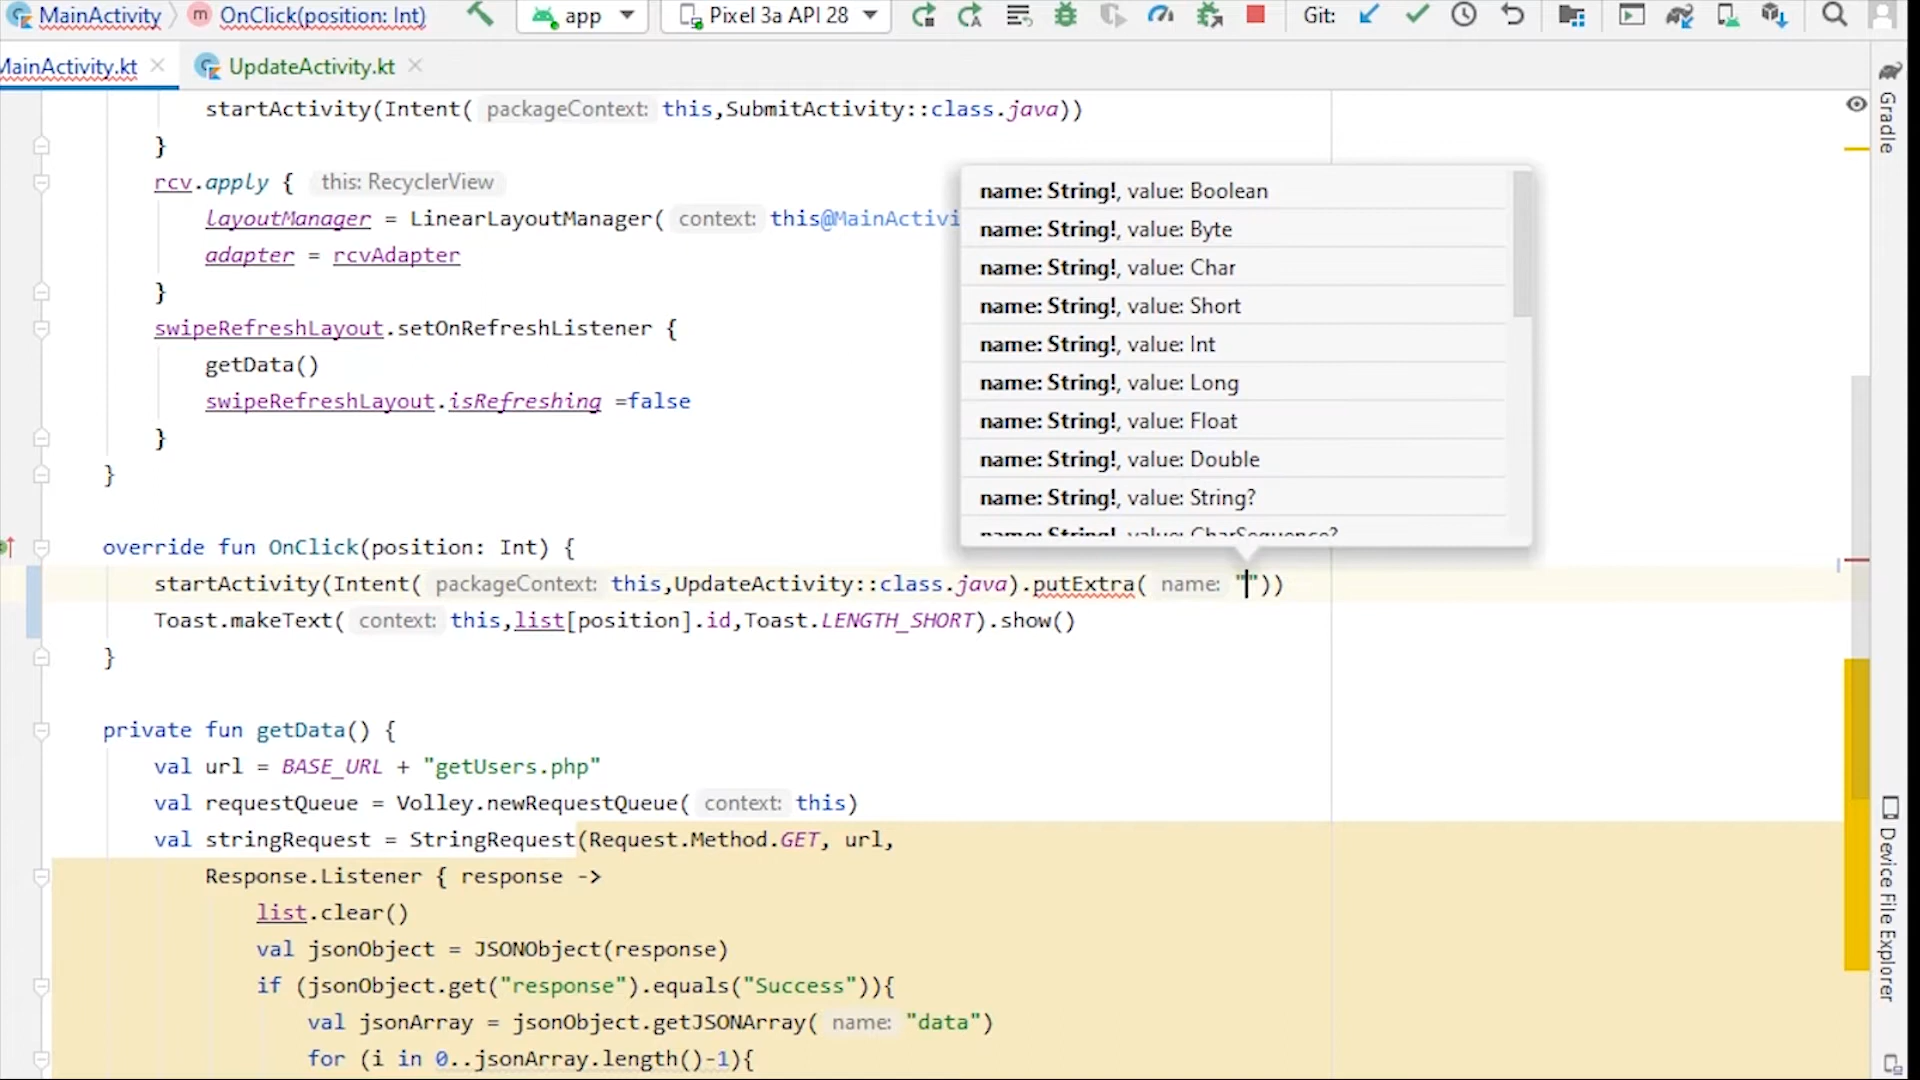 MainActivity OnClick(position: Int) app Pixel 3a API 28 Git:
MainActivity.kt UpdateActivity.kt
startActivity(Intent( packageContext: this,SubmitActivity::class.java))
}
rcv.apply { this: RecyclerView
layoutManager = LinearLayoutManager( context: this@MainActivi
adapter = rcvAdapter
}
swipeRefreshLayout.setOnRefreshListener {
getData()
swipeRefreshLayout.isRefreshing =false
}
}
override fun OnClick(position: Int) {
startActivity(Intent( packageContext: this,UpdateActivity::class.java).putExtra( name: ""))
Toast.makeText( context: this,list[position].id,Toast.LENGTH_SHORT).show()
}
private fun getData() {
val url = BASE_URL + "getUsers.php"
val requestQueue = Volley.newRequestQueue( context: this)
val stringRequest = StringRequest(Request.Method.GET, url,
Response.Listener { response ->
list.clear()
val jsonObject = JSONObject(response)
if (jsonObject.get("response").equals("Success")){
val jsonArray = jsonObject.getJSONArray( name: "data")
for (i in 0..jsonArray.length()-1){
name: String!, value: Boolean
name: String!, value: Byte
name: String!, value: Char
name: String!, value: Short
name: String!, value: Int
name: String!, value: Long
name: String!, value: Float
name: String!, value: Double
name: String!, value: String?
name: String!, value: CharSequence?
Gradle
Device File Explorer